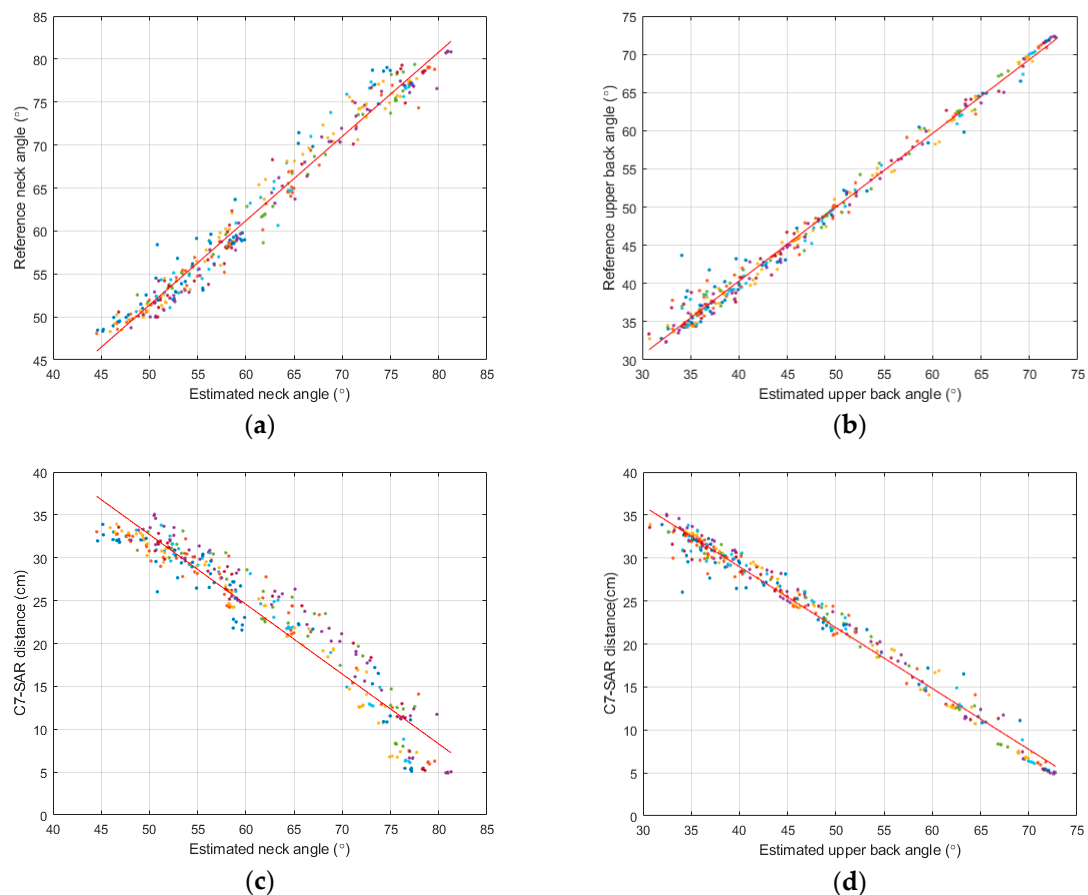 85
80
75
70
65
60
55
50
45
40 45 50 55 60 65 70 75 80 85
Reference neck angle (°)
Estimated neck angle (°)
(a)
75
70
65
60
55
50
45
40
35
30
30 35 40 45 50 55 60 65 70 75
Reference upper back angle (°)
Estimated upper back angle (°)
(b)
40
35
30
25
20
15
10
5
0
40 45 50 55 60 65 70 75 80 85
C7-SAR distance (cm)
Estimated neck angle (°)
(c)
40
35
30
25
20
15
10
5
0
30 35 40 45 50 55 60 65 70 75
C7-SAR distance(cm)
Estimated upper back angle (°)
(d)